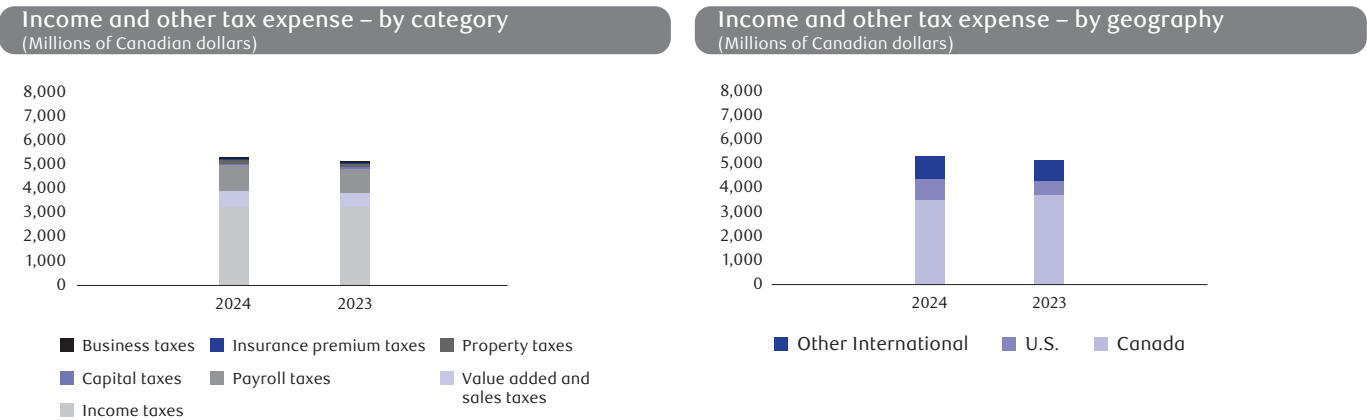 Income and other tax expense – by category
(Millions of Canadian dollars)
8,000
7,000
6,000
5,000
4,000
3,000
2,000
1,000
0
2024 2023
Business taxes Insurance premium taxes Property taxes
Capital taxes Payroll taxes Value added and
sales taxes
Income taxes
Income and other tax expense – by geography
(Millions of Canadian dollars)
8,000
7,000
6,000
5,000
4,000
3,000
2,000
1,000
0
2024 2023
Other International U.S. Canada